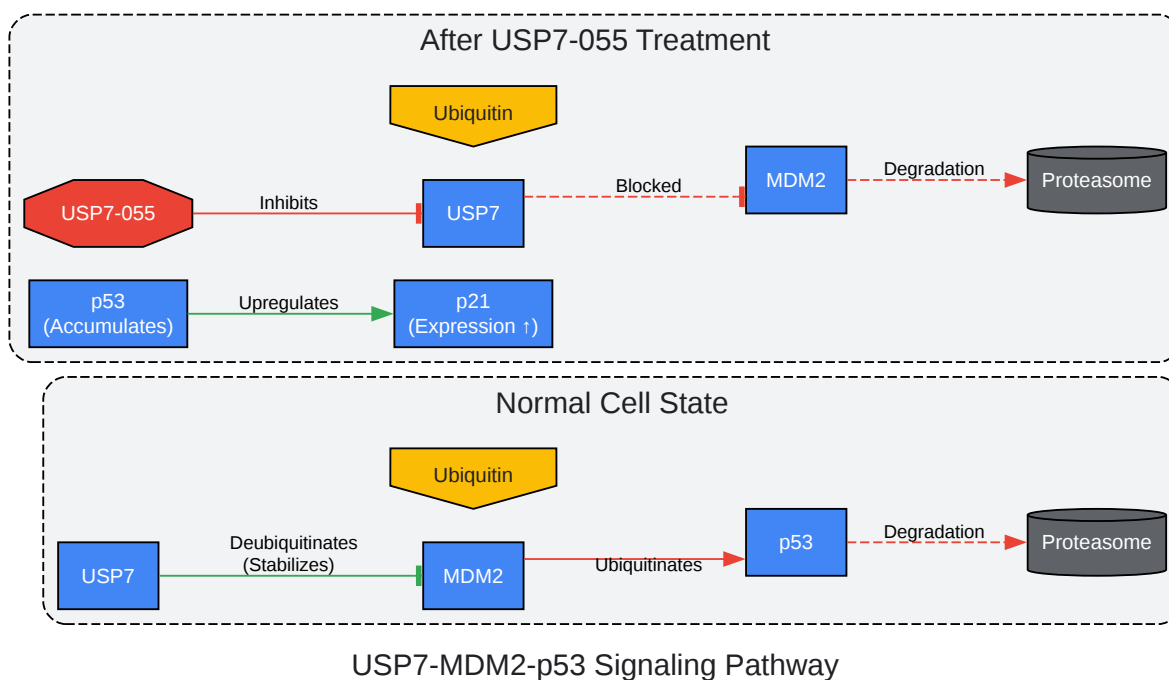 After USP7-055 Treatment
Ubiquitin
MDM2
Degradation
Proteasome
USP7-055
Inhibits
USP7
Blocked
p53
(Accumulates)
Upregulates
p21
(Expression ↑)
Normal Cell State
Ubiquitin
USP7
Deubiquitinates
(Stabilizes)
MDM2
Ubiquitinates
p53
Degradation
Proteasome
USP7-MDM2-p53 Signaling Pathway